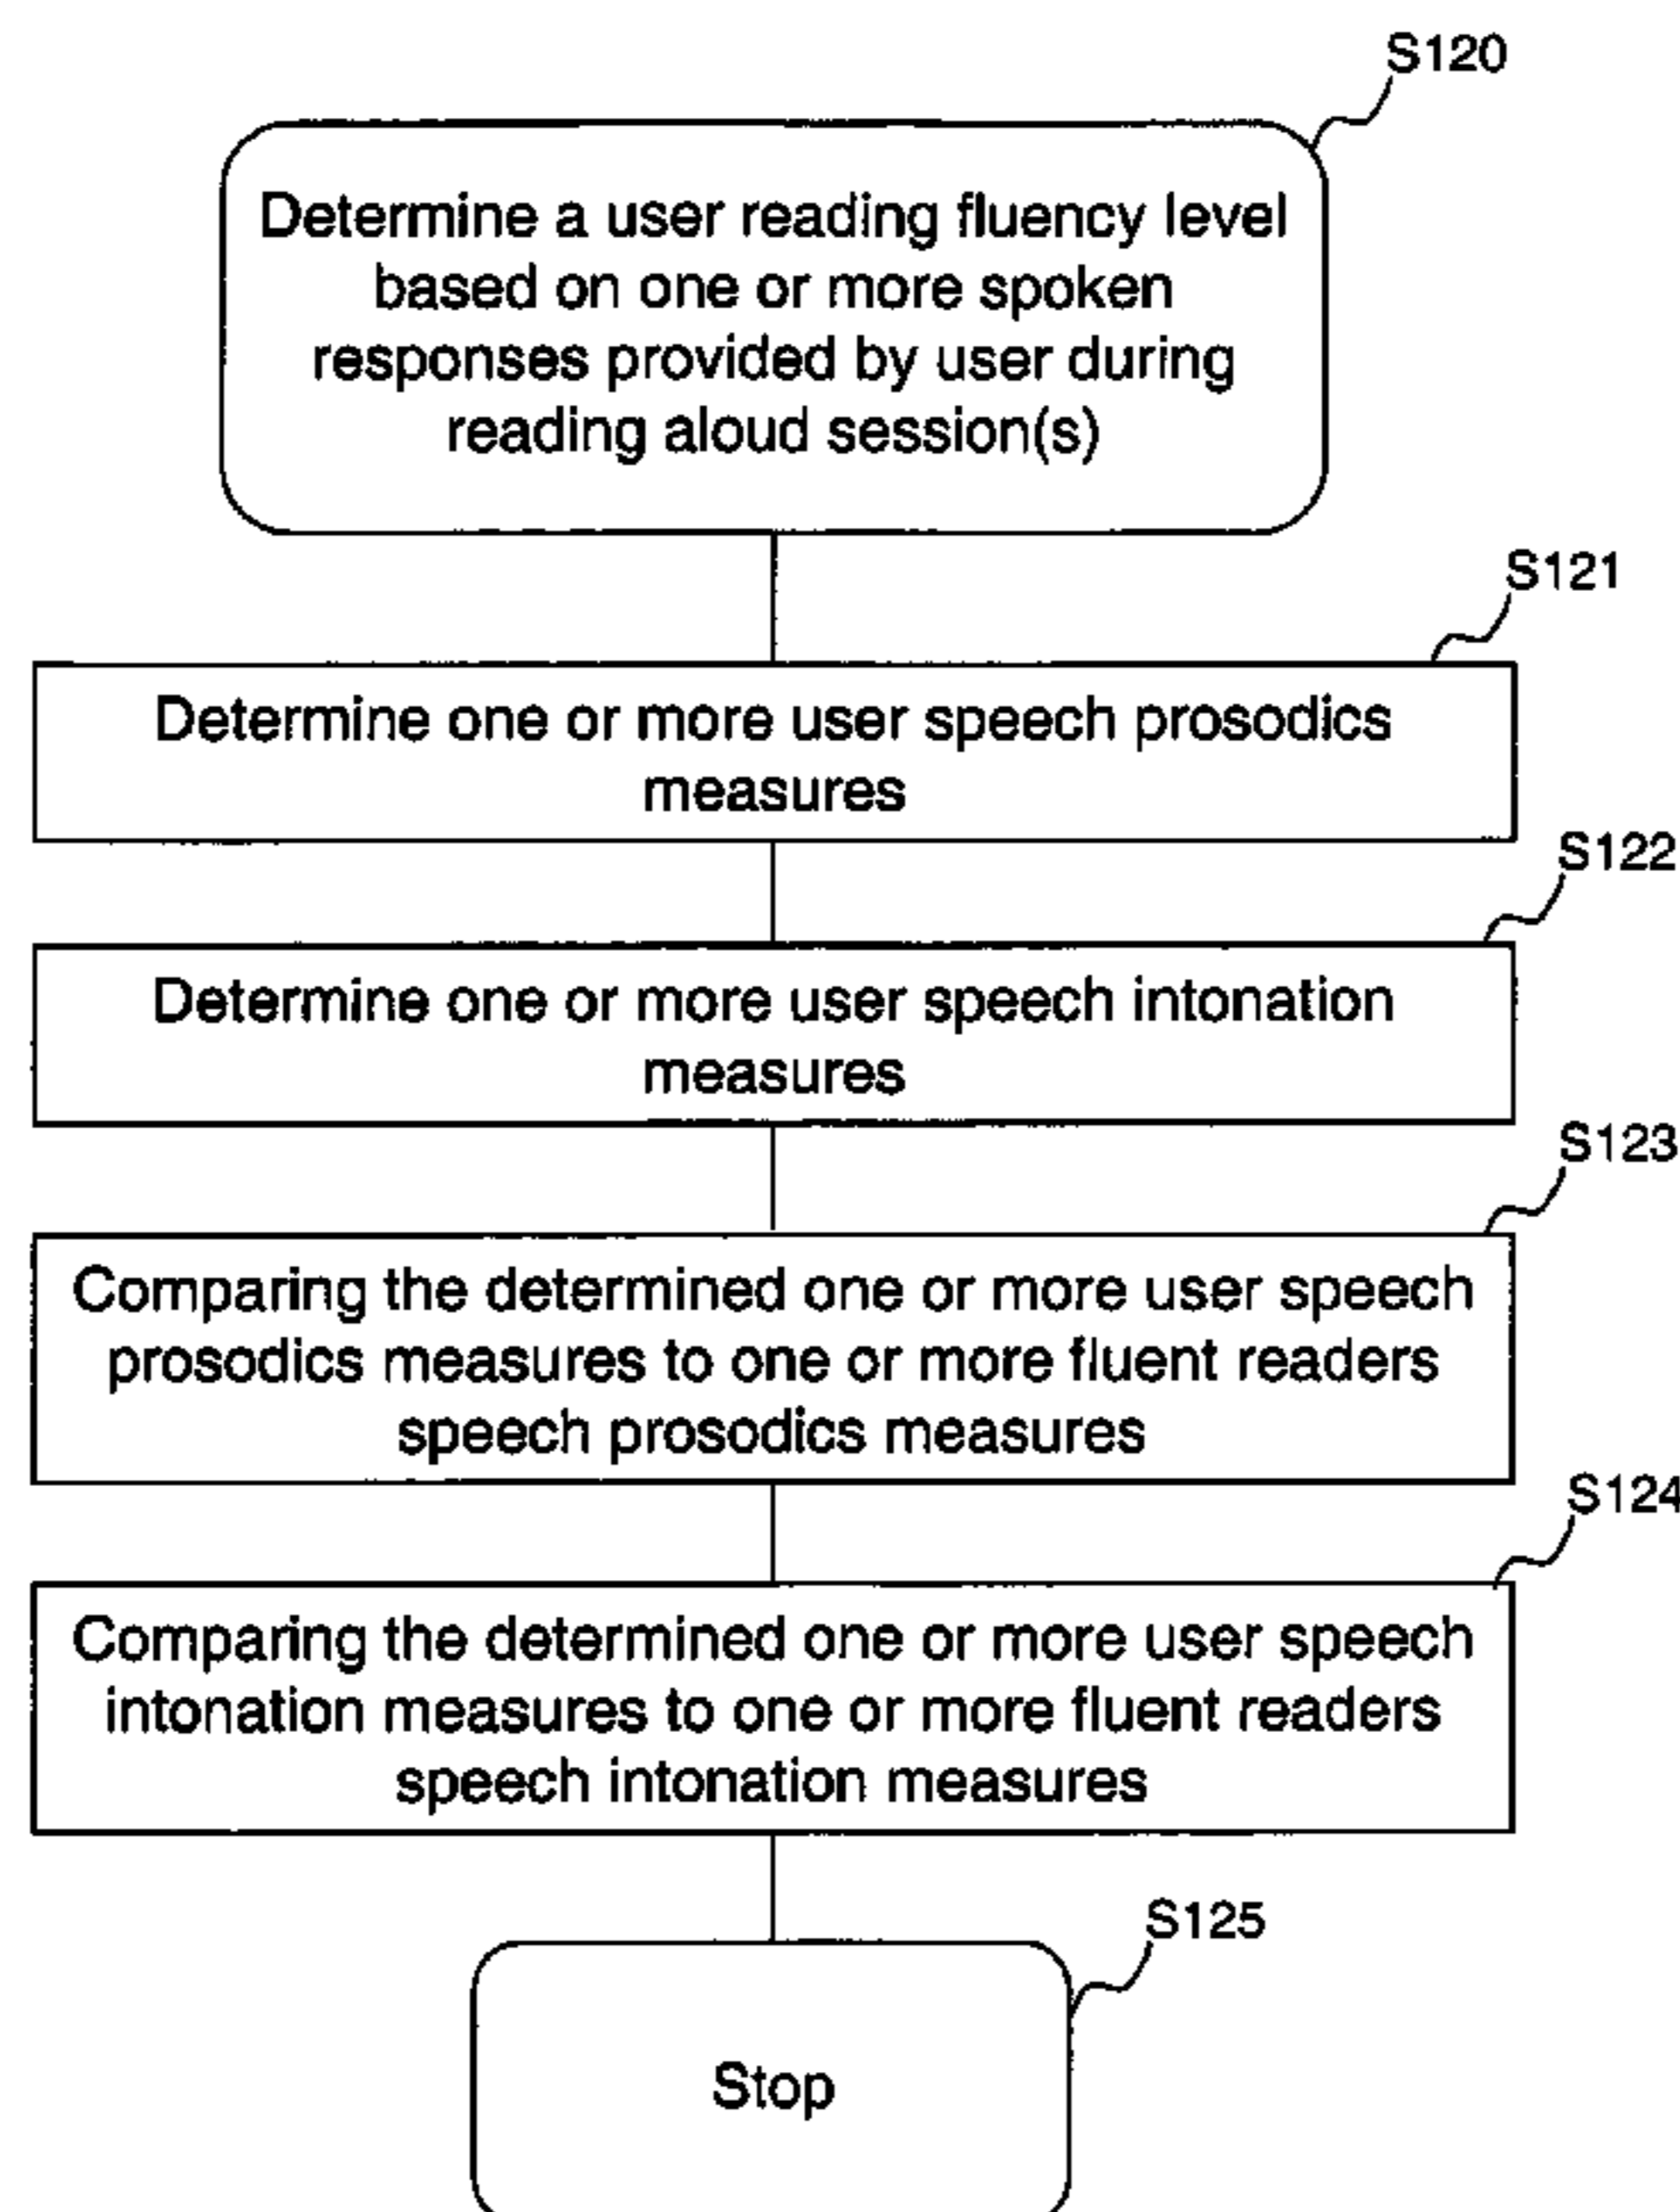 S120
Determine a user reading fluency level
based on one or more spoken
responses provided by user during
reading aloud session(s)
S121
Determine one or more user speech prosodics
measures
S122
Determine one or more user speech intonation
measures
S123
Comparing the determined one or more user speech
prosodics measures to one or more fluent readers
speech prosodics measures
S124
Comparing the determined one or more user speech
intonation measures to one or more fluent readers
speech intonation measures
S125
Stop